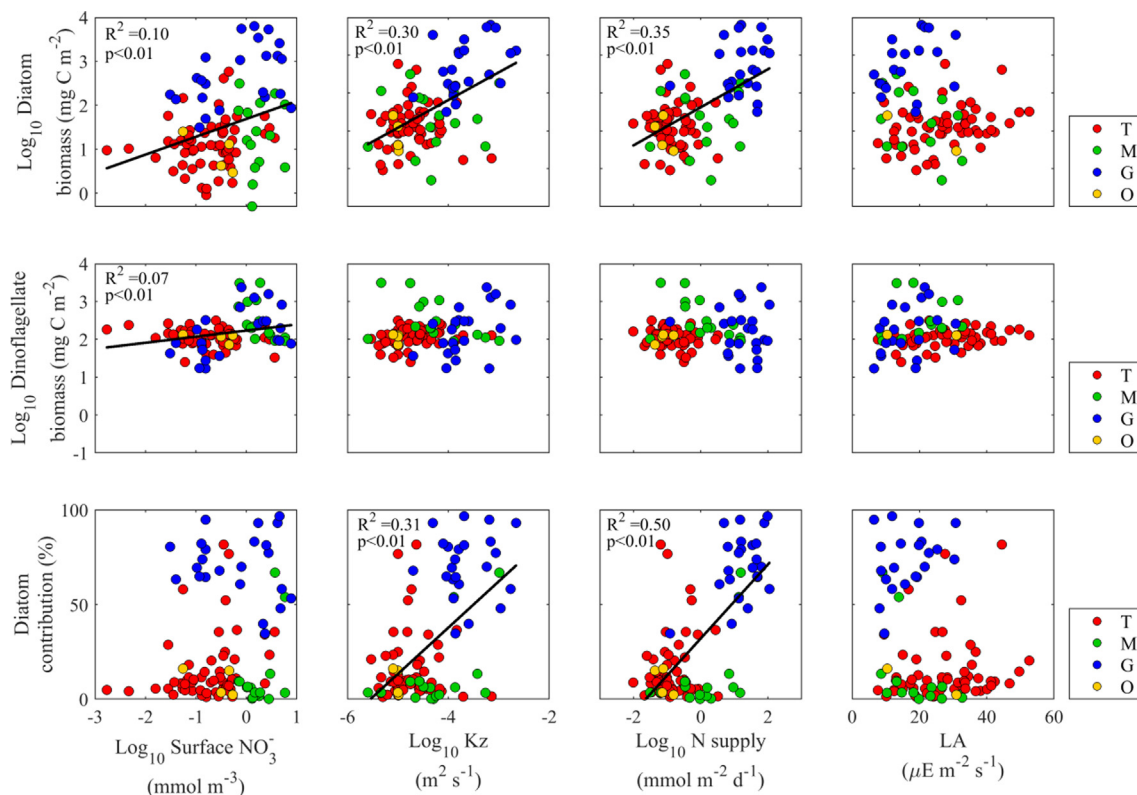 Log10 Diatom
biomass (mg C m-2)
4
3
2
1
0
R2=0.10
p<0.01
R2=0.30
p<0.01
R2=0.35
p<0.01
T
M
G
O
Log10 Dinoflagellate
biomass (mg C m-2)
4
3
2
1
0
-1
R2=0.07
p<0.01
T
M
G
O
Diatom
contribution (%)
100
50
0
R2=0.31
p<0.01
R2=0.50
p<0.01
T
M
G
O
-3 -2 -1 0 1
-6 -4 -2
-2 0 2
0 20 40 60
Log10 Surface NO3-
(mmol m-3)
Log10 Kz
(m2 s-1)
Log10 N supply
(mmol m-2 d-1)
LA
(μE m-2 s-1)